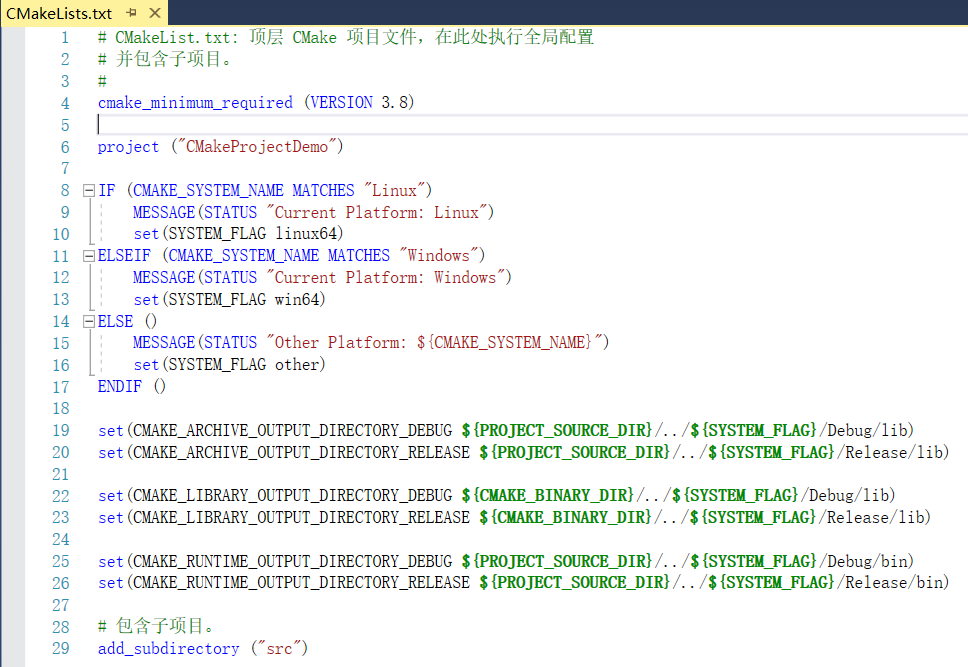 CMakeLists.txt
1 # CMakeList.txt: 顶层 CMake 项目文件，在此处执行全局配置
2 # 并包含子项目。
3 #
4 cmake_minimum_required (VERSION 3.8)
5
6 project ("CMakeProjectDemo")
7
8 IF (CMAKE_SYSTEM_NAME MATCHES "Linux")
9     MESSAGE(STATUS "Current Platform: Linux")
10     set(SYSTEM_FLAG linux64)
11 ELSEIF (CMAKE_SYSTEM_NAME MATCHES "Windows")
12     MESSAGE(STATUS "Current Platform: Windows")
13     set(SYSTEM_FLAG win64)
14 ELSE ()
15     MESSAGE(STATUS "Other Platform: ${CMAKE_SYSTEM_NAME}")
16     set(SYSTEM_FLAG other)
17 ENDIF ()
18
19 set(CMAKE_ARCHIVE_OUTPUT_DIRECTORY_DEBUG ${PROJECT_SOURCE_DIR}/../${SYSTEM_FLAG}/Debug/lib)
20 set(CMAKE_ARCHIVE_OUTPUT_DIRECTORY_RELEASE ${PROJECT_SOURCE_DIR}/../${SYSTEM_FLAG}/Release/lib)
21
22 set(CMAKE_LIBRARY_OUTPUT_DIRECTORY_DEBUG ${CMAKE_BINARY_DIR}/../${SYSTEM_FLAG}/Debug/lib)
23 set(CMAKE_LIBRARY_OUTPUT_DIRECTORY_RELEASE ${CMAKE_BINARY_DIR}/../${SYSTEM_FLAG}/Release/lib)
24
25 set(CMAKE_RUNTIME_OUTPUT_DIRECTORY_DEBUG ${PROJECT_SOURCE_DIR}/../${SYSTEM_FLAG}/Debug/bin)
26 set(CMAKE_RUNTIME_OUTPUT_DIRECTORY_RELEASE ${PROJECT_SOURCE_DIR}/../${SYSTEM_FLAG}/Release/bin)
27
28 # 包含子项目。
29 add_subdirectory ("src")